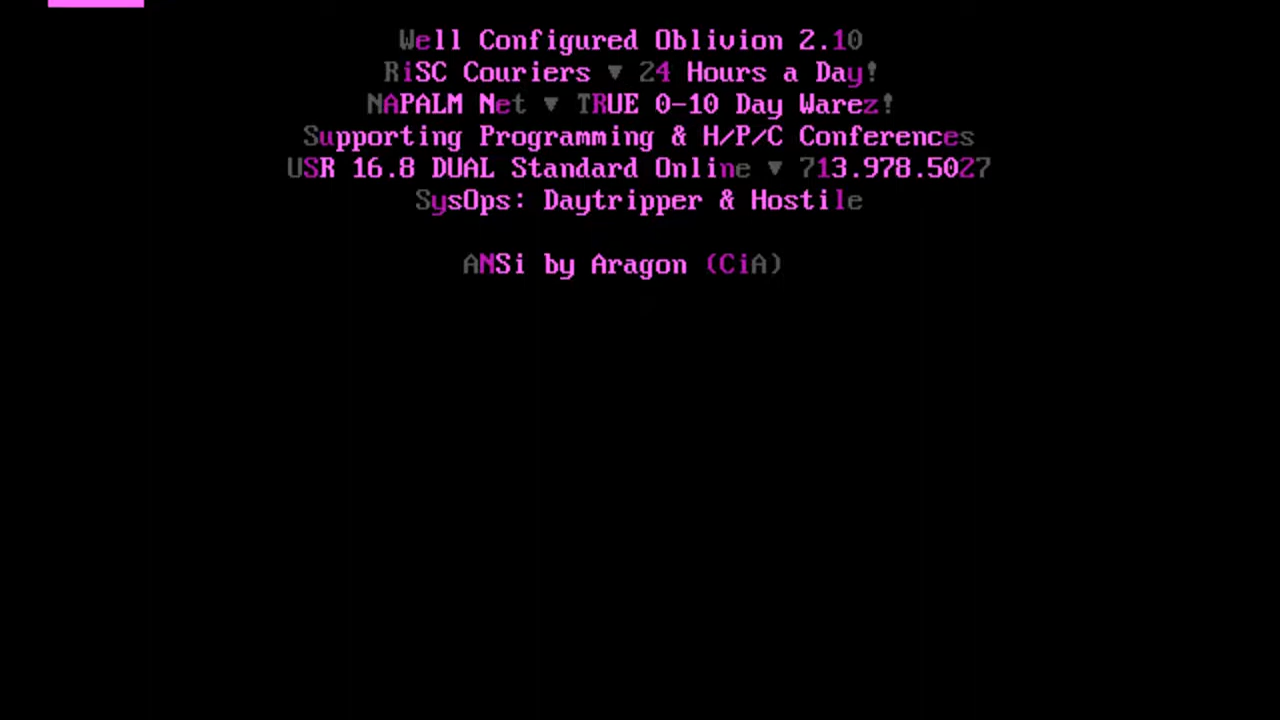 Well Configured Oblivion 2.10
RiSC Couriers ▼ 24 Hours a Day!
NAPALM Net ▼ TRUE 0-10 Day Warez!
Supporting Programming & H/P/C Conferences
USR 16.8 DUAL Standard Online ▼ 713.978.5027
SysOps: Daytripper & Hostile
ANSi by Aragon (CiA)